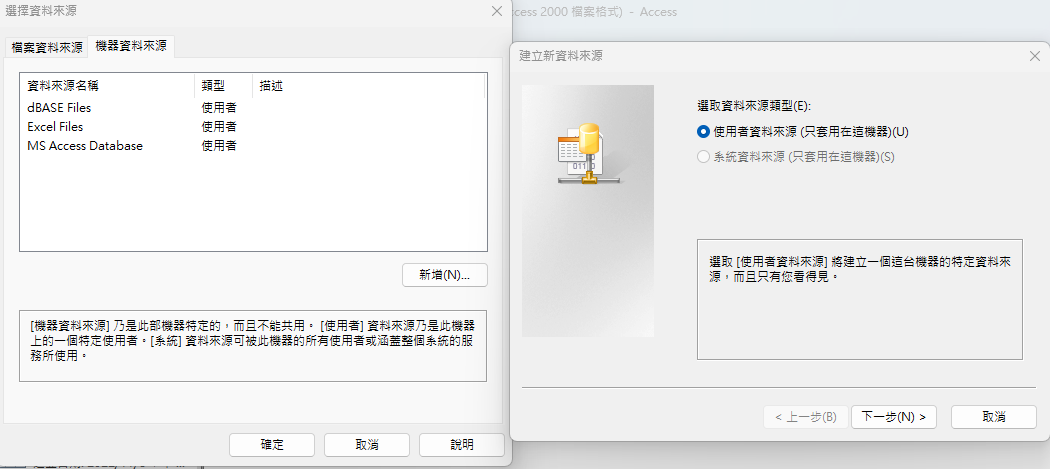 選擇資料來源
ccess 2000 檔案格式) - Access
檔案資料來源 機器資料來源
資料來源名稱 類型 描述
dBASE Files 使用者
Excel Files 使用者
MS Access Database 使用者
新增(N)...
[機器資料來源] 乃是此部機器特定的，而且不能共用。 [使用者] 資料來源乃是此機器
上的一個特定使用者。[系統] 資料來源可被此機器的所有使用者或涵蓋整個系統的服
務所使用。
確定 取消 說明
建立新資料來源
選取資料來源類型(E):
使用者資料來源 (只套用在這機器)(U)
系統資料來源 (只套用在這機器)(S)
01110
選取 [使用者資料來源] 將建立一個這台機器的特定資料來
源，而且只有您看得見。
< 上一步(B) 下一步(N) > 取消